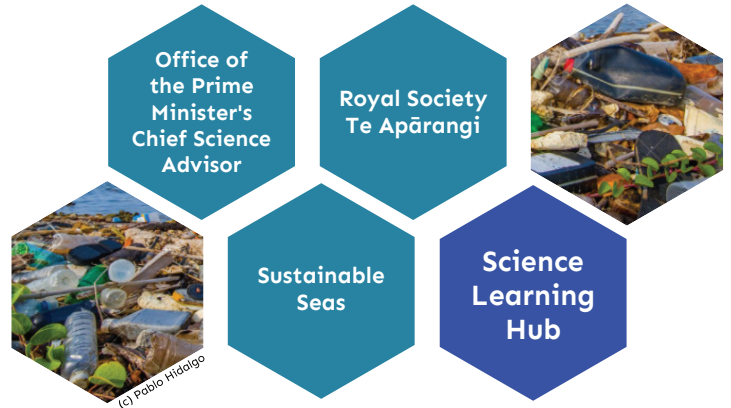 Office of
the Prime
Minister's
Chief Science
Advisor
Royal Society
Te Apārangi
Sustainable
Seas
Science
Learning
Hub
(c) Pablo Hidalgo